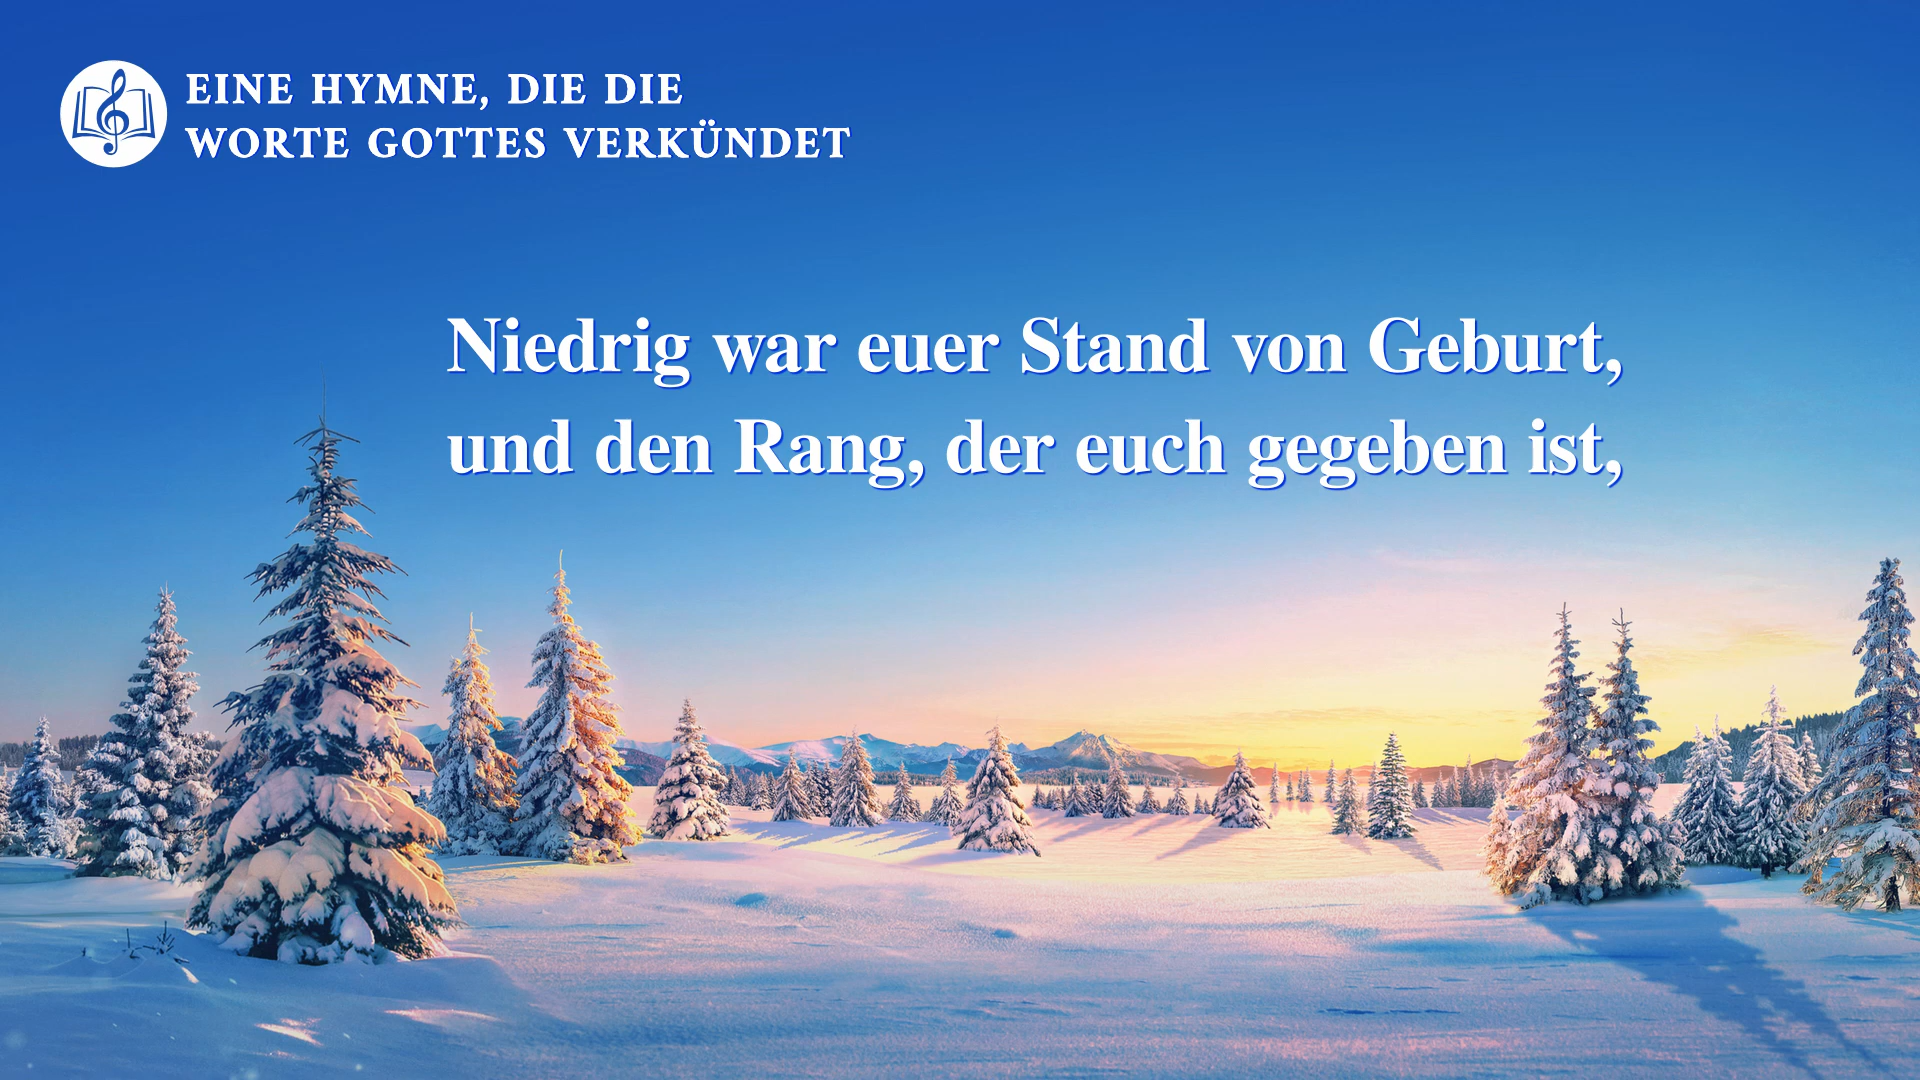 EINE HYMNE, DIE DIE
WORTE GOTTES VERKÜNDET
Niedrig war euer Stand von Geburt,
und den Rang, der euch gegeben ist,